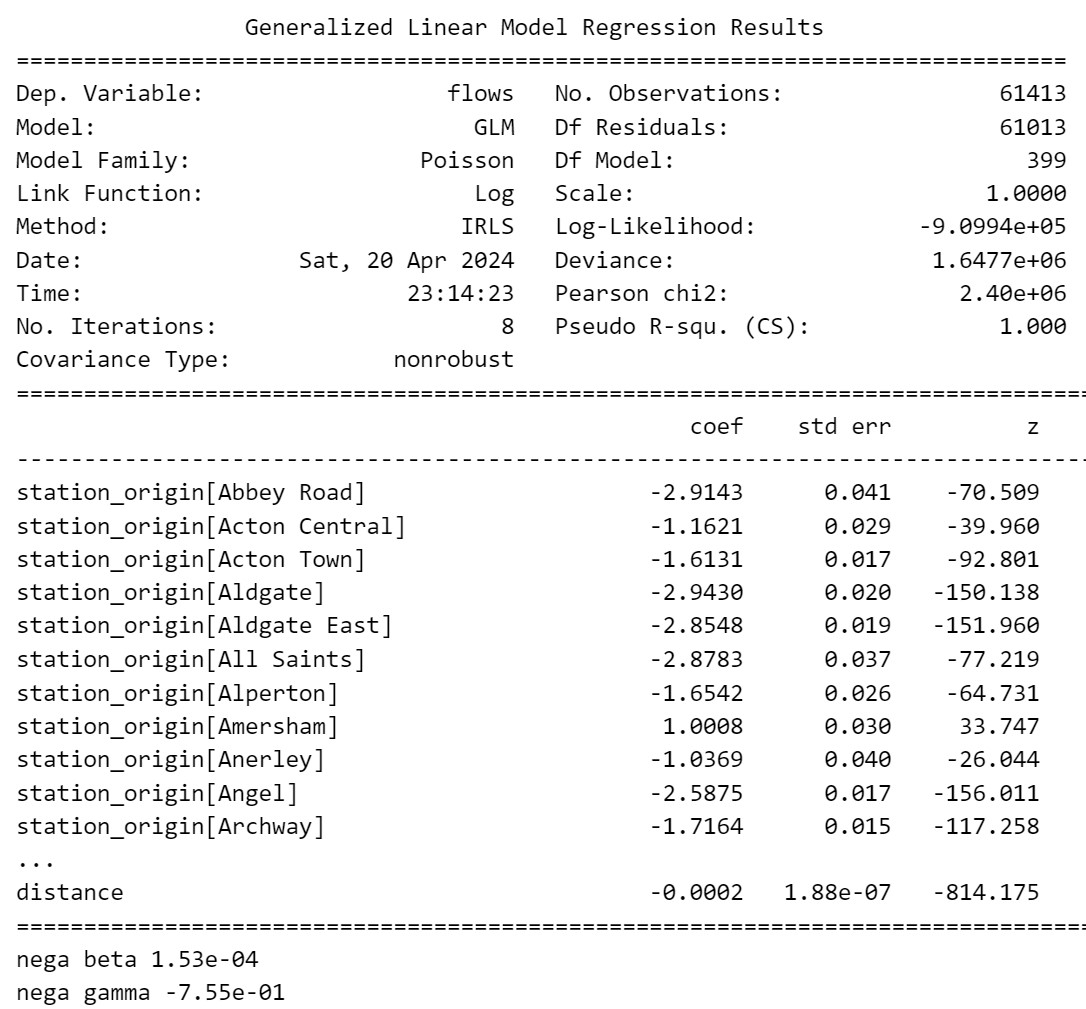 Generalized Linear Model Regression Results
==============================================================================
Dep. Variable:                  flows   No. Observations:                61413
Model:                            GLM   Df Residuals:                    61013
Model Family:                 Poisson   Df Model:                          399
Link Function:                    Log   Scale:                          1.0000
Method:                          IRLS   Log-Likelihood:            -9.0994e+05
Date:                Sat, 20 Apr 2024   Deviance:                   1.6477e+06
Time:                        23:14:23   Pearson chi2:                 2.40e+06
No. Iterations:                     8   Pseudo R-squ. (CS):              1.000
Covariance Type:            nonrobust
================================================================================
coef    std err          z
--------------------------------------------------------------------------------
station_origin[Abbey Road]                     -2.9143      0.041    -70.509
station_origin[Acton Central]                  -1.1621      0.029    -39.960
station_origin[Acton Town]                     -1.6131      0.017    -92.801
station_origin[Aldgate]                        -2.9430      0.020   -150.138
station_origin[Aldgate East]                   -2.8548      0.019   -151.960
station_origin[All Saints]                     -2.8783      0.037    -77.219
station_origin[Alperton]                       -1.6542      0.026    -64.731
station_origin[Amersham]                        1.0008      0.030     33.747
station_origin[Anerley]                        -1.0369      0.040    -26.044
station_origin[Angel]                          -2.5875      0.017   -156.011
station_origin[Archway]                        -1.7164      0.015   -117.258
...
distance                                       -0.0002   1.88e-07   -814.175
================================================================================
nega beta 1.53e-04
nega gamma -7.55e-01